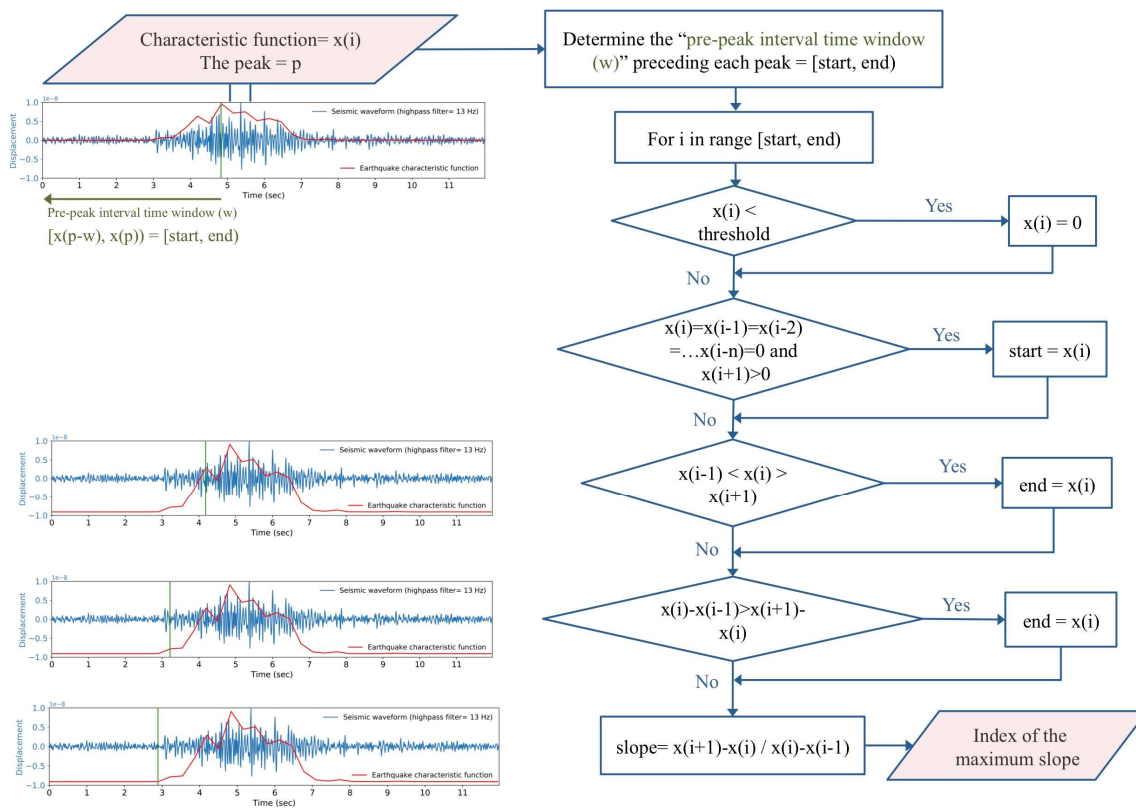 Characteristic function= x(i)
The peak = p
Determine the “pre-peak interval time window
(w)” preceding each peak = [start, end)
For i in range [start, end)
1e−8
Seismic waveform (highpass filter= 13 Hz)
Earthquake characteristic function
Displacement
1.0
0.5
0.0
−0.5
−1.0
0 1 2 3 4 5 6 7 8 9 10 11
Time (sec)
Pre-peak interval time window (w)
[x(p-w), x(p)) = [start, end)
x(i) <
threshold
Yes
x(i) = 0
No
x(i)=x(i-1)=x(i-2)
=…x(i-n)=0 and
x(i+1)>0
Yes
start = x(i)
No
1e−8
Seismic waveform (highpass filter= 13 Hz)
Earthquake characteristic function
Displacement
1.0
0.5
0.0
−0.5
−1.0
0 1 2 3 4 5 6 7 8 9 10 11
Time (sec)
x(i-1) < x(i) >
x(i+1)
Yes
end = x(i)
No
1e−8
Seismic waveform (highpass filter= 13 Hz)
Earthquake characteristic function
Displacement
1.0
0.5
0.0
−0.5
−1.0
0 1 2 3 4 5 6 7 8 9 10 11
Time (sec)
x(i)-x(i-1)>x(i+1)-
x(i)
Yes
end = x(i)
No
1e−8
Seismic waveform (highpass filter= 13 Hz)
Earthquake characteristic function
Displacement
1.0
0.5
0.0
−0.5
−1.0
0 1 2 3 4 5 6 7 8 9 10 11
Time (sec)
slope= x(i+1)-x(i) / x(i)-x(i-1)
Index of the
maximum slope